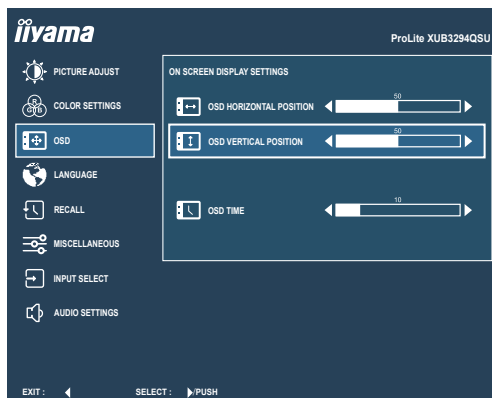 iiyama
ProLite XUB3294QSU
PICTURE ADJUST
COLOR SETTINGS
R
G B
OSD
LANGUAGE
RECALL
MISCELLANEOUS
INPUT SELECT
AUDIO SETTINGS
ON SCREEN DISPLAY SETTINGS
OSD HORIZONTAL POSITION 50
OSD VERTICAL POSITION 50
OSD TIME 10
EXIT : SELECT : /PUSH